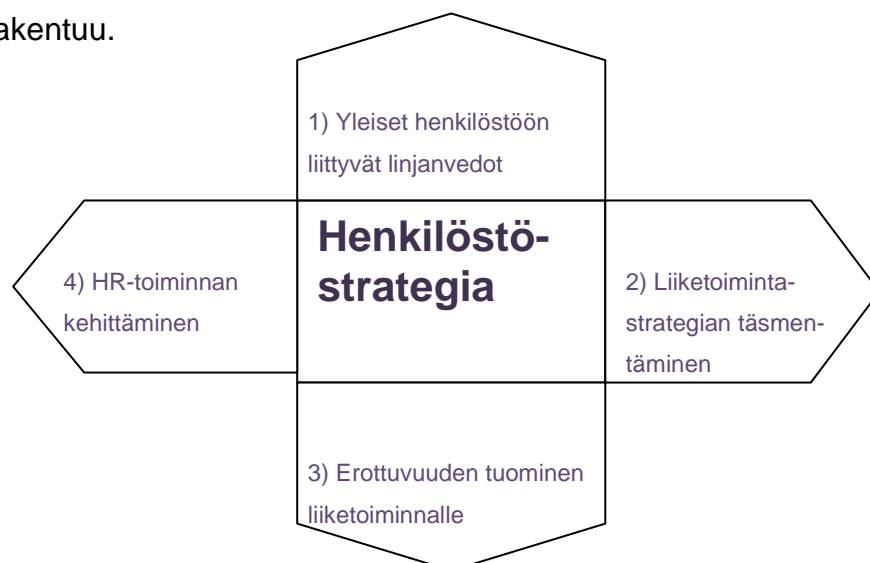 akentuu.
1) Yleiset henkilöstöön
liittyvät linjanvedot
Henkilöstö-
strategia
4) HR-toiminnan
kehittäminen
2) Liiketoiminta-
strategian täsmen-
täminen
3) Erottuvuuden tuominen
liiketoiminnalle